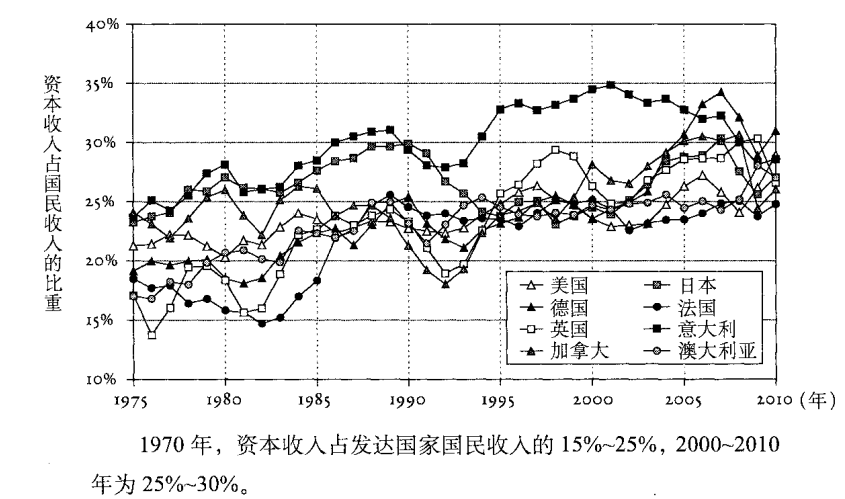 资本收入占国民收入的比重
40%
35%
30%
25%
20%
15%
10%
美国
日本
德国
法国
英国
意大利
加拿大
澳大利亚
1975 1980 1985 1990 1995 2000 2005 2010 (年)
1970 年，资本收入占发达国家国民收入的 15%~25%，2000~2010
年为 25%~30%。